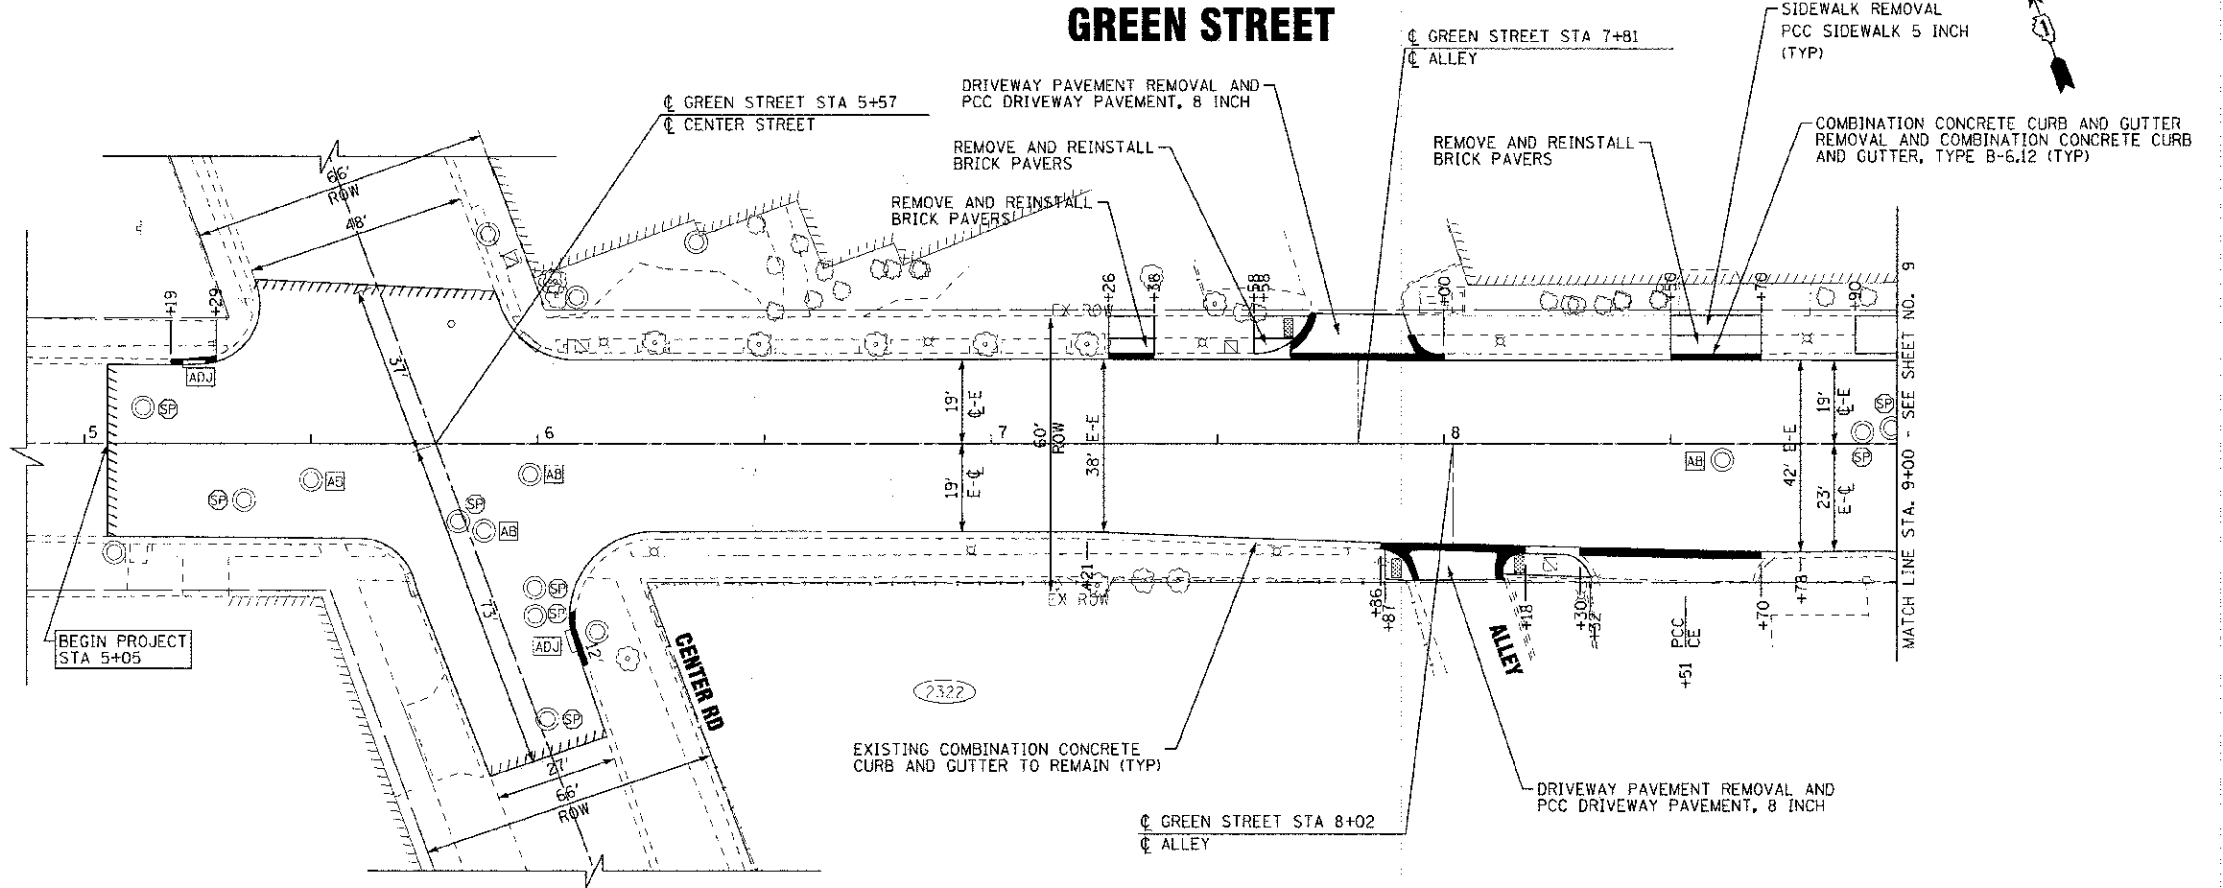 GREEN STREET
SIDEWALK REMOVAL
PCC SIDEWALK 5 INCH
(TYP)
1
℄ GREEN STREET STA 7+81
℄ ALLEY
DRIVEWAY PAVEMENT REMOVAL AND
PCC DRIVEWAY PAVEMENT, 8 INCH
℄ GREEN STREET STA 5+57
℄ CENTER STREET
COMBINATION CONCRETE CURB AND GUTTER
REMOVAL AND COMBINATION CONCRETE CURB
AND GUTTER, TYPE B-6.12 (TYP)
REMOVE AND REINSTALL
BRICK PAVERS
REMOVE AND REINSTALL
BRICK PAVERS
REMOVE AND REINSTALL
BRICK PAVERS
66'
ROW
48'
+19
+29
+26
+38
+58
+58
+00
+50
+70
+90
EX ROW
ADJ
37'
SP
5
6
7
8
19'
℄-E
19'
E-℄
60'
ROW
38' E-E
42' E-E
19'
℄-E
23'
E-℄
SP
SP
AB
AB
AB
SP
SP
AB
SP
SP
ADJ
SP
12'
73'
27'
66'
ROW
BEGIN PROJECT
STA 5+05
CENTER RD
+21
EX ROW
+86
+87
+18
+30
+32
PCC
CE
+51
+70
+78
ALLEY
MATCH LINE STA. 9+00 - SEE SHEET NO. 9
2322
EXISTING COMBINATION CONCRETE
CURB AND GUTTER TO REMAIN (TYP)
DRIVEWAY PAVEMENT REMOVAL AND
PCC DRIVEWAY PAVEMENT, 8 INCH
℄ GREEN STREET STA 8+02
℄ ALLEY